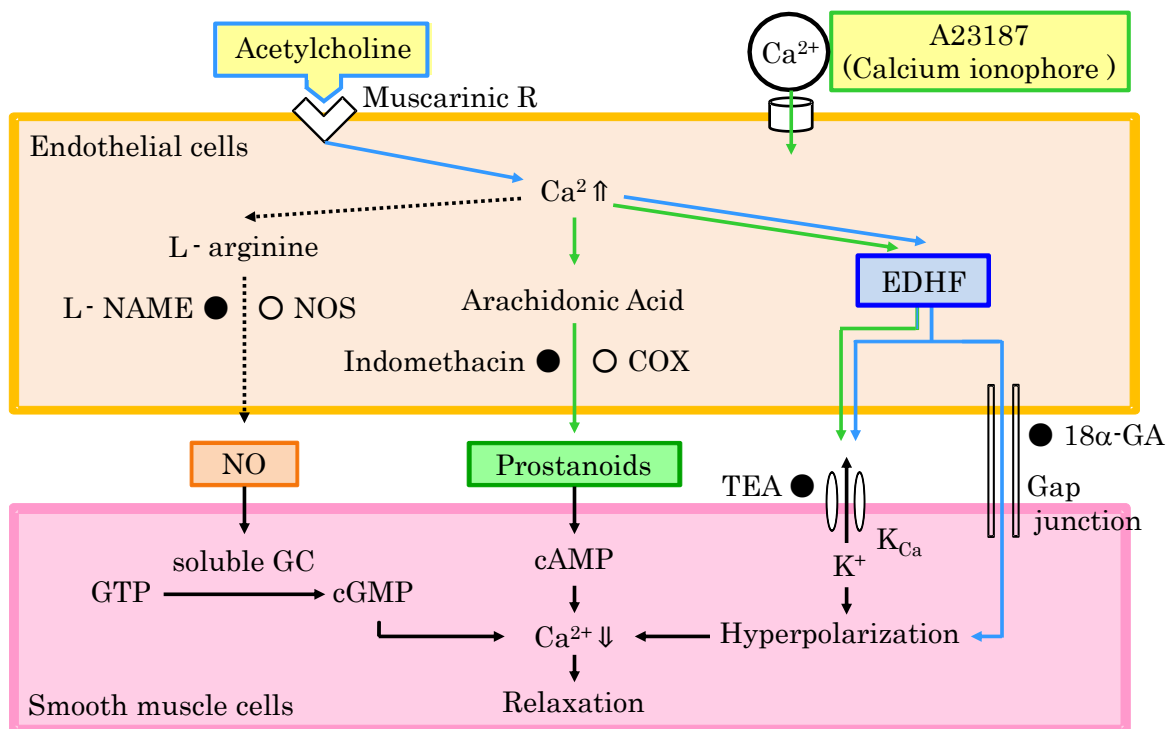 Acetylcholine
Ca2+
A23187
(Calcium ionophore )
Muscarinic R
Endothelial cells
Ca2 ⇑
L - arginine
EDHF
Arachidonic Acid
L - NAME ● ○ NOS
Indomethacin ● ○ COX
● 18α-GA
NO
Prostanoids
TEA ●
Gap
junction
KCa
soluble GC
cAMP
K+
GTP
cGMP
Ca2+ ⇓
Hyperpolarization
Relaxation
Smooth muscle cells